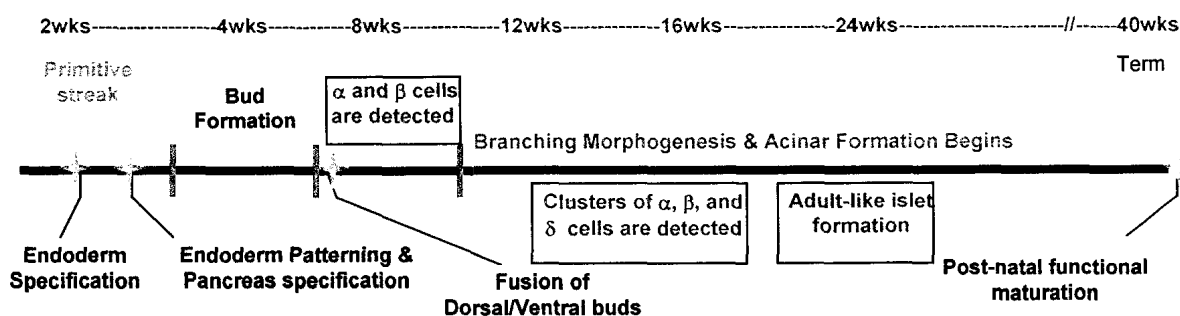 2wks----------------4wks----------8wks------------12wks--------------16wks---------------24wks-----------------------//------40wks
Primitive
streak
Term
Bud
Formation
α and β cells
are detected
Branching Morphogenesis & Acinar Formation Begins
Clusters of α, β, and
δ cells are detected
Adult-like islet
formation
Endoderm
Specification
Endoderm Patterning &
Pancreas specification
Fusion of
Dorsal/Ventral buds
Post-natal functional
maturation